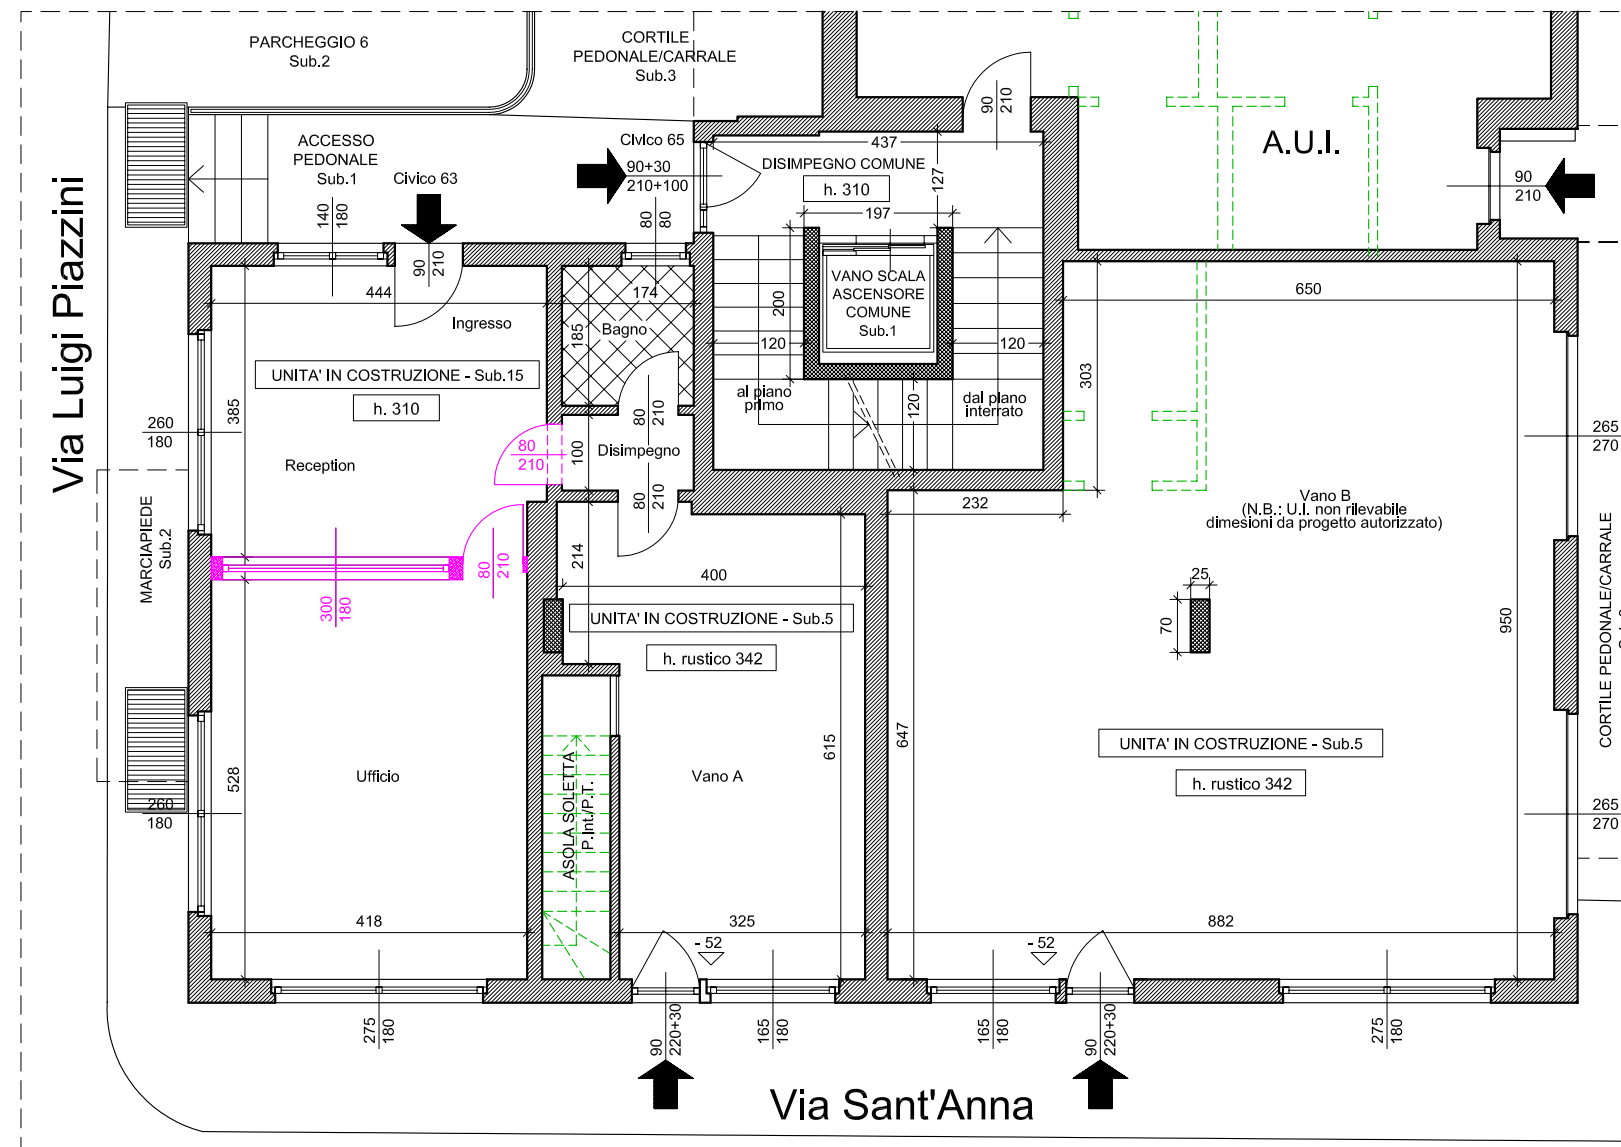 PARCHEGGIO 6
Sub.2
CORTILE
PEDONALE/CARRALE
Sub.3
ACCESSO
PEDONALE
Sub.1
Civico 63
Civico 65
90+30
210+100
437
DISIMPEGNO COMUNE
h. 310
127
197
90
210
A.U.I.
90
210
Via Luigi Piazzini
140
180
90
210
80
80
444
174
Ingresso
185
Bagno
UNITA' IN COSTRUZIONE - Sub.15
h. 310
385
260
180
Reception
80
210
100
80
210
Disimpegno
80
210
200
120
VANO SCALA
ASCENSORE
COMUNE
Sub.1
120
al piano
primo
120
dal piano
interrato
650
303
265
270
232
Vano B
(N.B.: U.I. non rilevabile
dimesioni da progetto autorizzato)
MARCIAPIEDE
Sub.2
80
210
300
180
214
400
UNITA' IN COSTRUZIONE - Sub.5
h. rustico 342
25
70
950
CORTILE PEDONALE/CARRALE
528
Ufficio
260
180
ASOLA SOLETTA
P.Int./P.T.
Vano A
615
647
UNITA' IN COSTRUZIONE - Sub.5
h. rustico 342
265
270
418
325
- 52
- 52
882
275
180
90
220+30
165
180
165
180
90
220+30
275
180
Via Sant'Anna